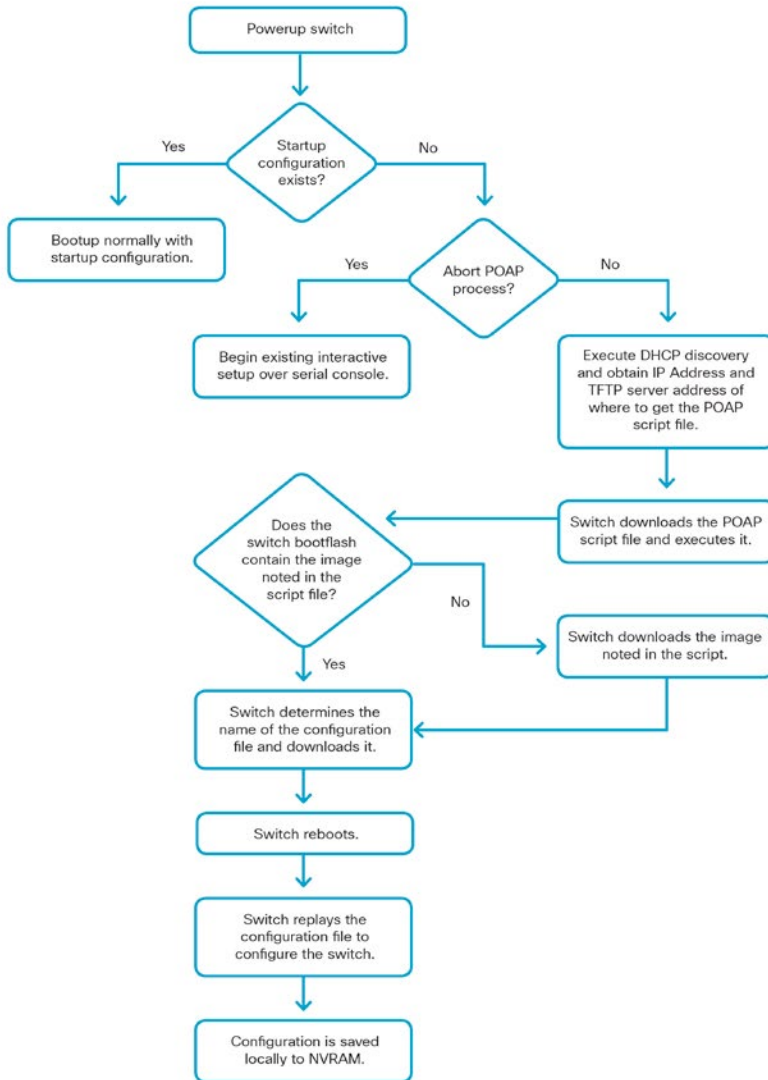 Powerup switch
Yes
Startup
configuration
exists?
No
Bootup normally with
startup configuration.
Yes
Abort POAP
process?
No
Begin existing interactive
setup over serial console.
Execute DHCP discovery
and obtain IP Address and
TFTP server address of
where to get the POAP
script file.
Does the
switch bootflash
contain the image
noted in the
script file?
Switch downloads the POAP
script file and executes it.
No
Switch downloads the image
noted in the script.
Yes
Switch determines the
name of the configuration
file and downloads it.
Switch reboots.
Switch replays the
configuration file to
configure the switch.
Configuration is saved
locally to NVRAM.